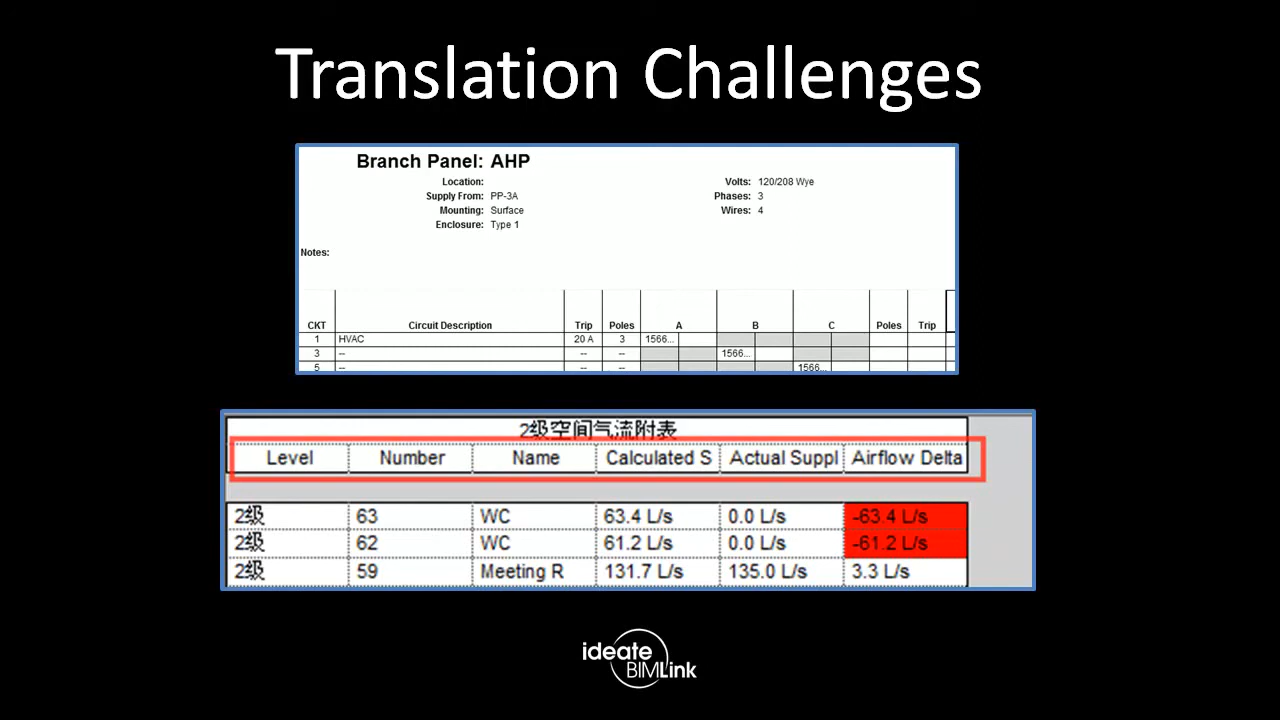 Translation Challenges
Branch Panel: AHP
Location:
Supply From: PP-3A
Mounting: Surface
Enclosure: Type 1
Volts: 120/208 Wye
Phases: 3
Wires: 4
Notes:
CKT Circuit Description Trip Poles A B C Poles Trip
1 HVAC 20 A 3 1566...
3 -- -- -- 1566...
5 -- -- -- 1566...
2级空间气流附表
Level Number Name Calculated S Actual Suppl Airflow Delta
2级 63 WC 63.4 L/s 0.0 L/s -63.4 L/s
2级 62 WC 61.2 L/s 0.0 L/s -61.2 L/s
2级 59 Meeting R 131.7 L/s 135.0 L/s 3.3 L/s
ideate
BIMLink